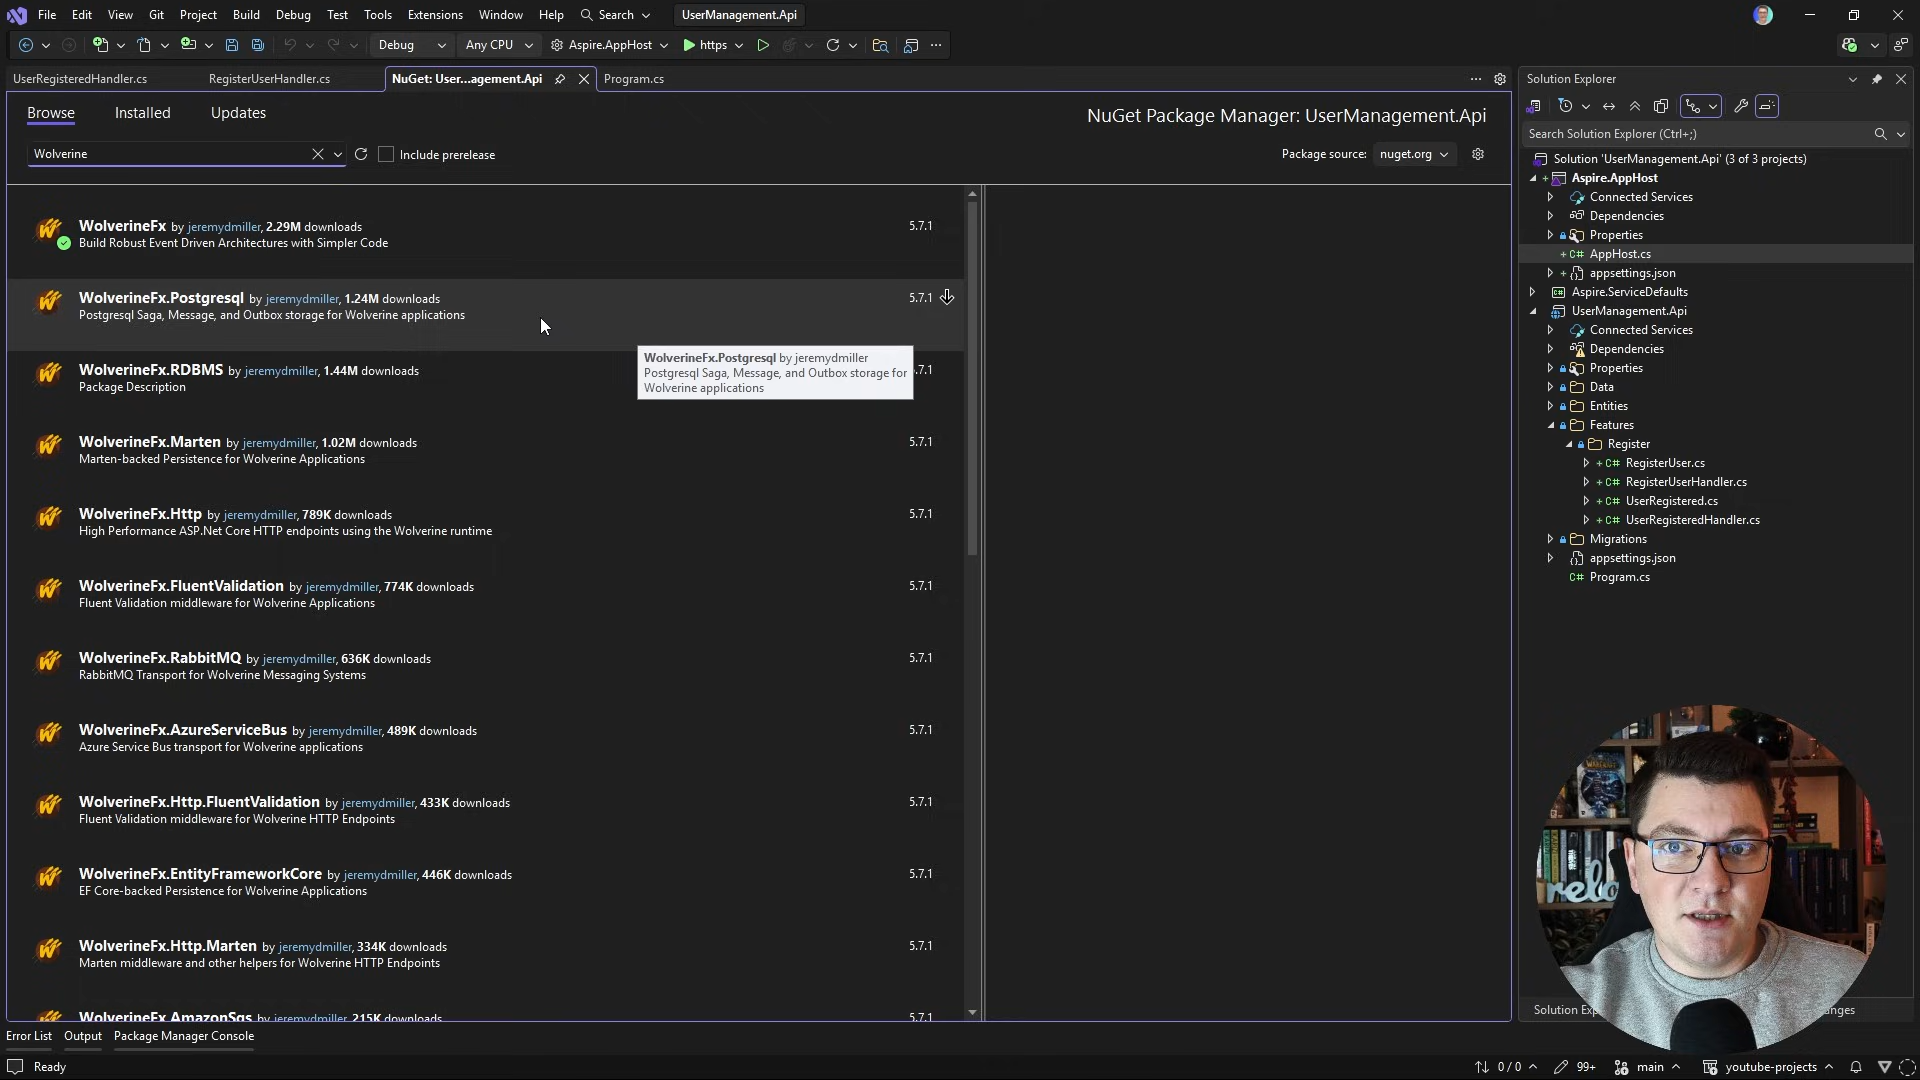 File Edit View Git Project Build Debug Test Tools Extensions Window Help Search UserManagement.Api
Debug Any CPU Aspire.AppHost https
UserRegisteredHandler.cs RegisterUserHandler.cs NuGet: User...agement.Api Program.cs
Browse Installed Updates
NuGet Package Manager: UserManagement.Api
Wolverine
Include prerelease
Package source: nuget.org
WolverineFx by jeremydmiller, 2.29M downloads 5.7.1
Build Robust Event Driven Architectures with Simpler Code
WolverineFx.Postgresql by jeremydmiller, 1.24M downloads 5.7.1
Postgresql Saga, Message, and Outbox storage for Wolverine applications
WolverineFx.Postgresql by jeremydmiller
Postgresql Saga, Message, and Outbox storage for
Wolverine applications
WolverineFx.RDBMS by jeremydmiller, 1.44M downloads .7.1
Package Description
WolverineFx.Marten by jeremydmiller, 1.02M downloads 5.7.1
Marten-backed Persistence for Wolverine Applications
WolverineFx.Http by jeremydmiller, 789K downloads 5.7.1
High Performance ASP.Net Core HTTP endpoints using the Wolverine runtime
WolverineFx.FluentValidation by jeremydmiller, 774K downloads 5.7.1
Fluent Validation middleware for Wolverine Applications
WolverineFx.RabbitMQ by jeremydmiller, 636K downloads 5.7.1
RabbitMQ Transport for Wolverine Messaging Systems
WolverineFx.AzureServiceBus by jeremydmiller, 489K downloads 5.7.1
Azure Service Bus transport for Wolverine applications
WolverineFx.Http.FluentValidation by jeremydmiller, 433K downloads 5.7.1
Fluent Validation middleware for Wolverine HTTP Endpoints
WolverineFx.EntityFrameworkCore by jeremydmiller, 446K downloads 5.7.1
EF Core-backed Persistence for Wolverine Applications
WolverineFx.Http.Marten by jeremydmiller, 334K downloads 5.7.1
Marten middleware and other helpers for Wolverine HTTP Endpoints
WolverineFx.AmazonSqs by jeremydmiller, 215K downloads 5.7.1
Solution Explorer
Search Solution Explorer (Ctrl+;)
Solution 'UserManagement.Api' (3 of 3 projects)
Aspire.AppHost
Connected Services
Dependencies
Properties
C# AppHost.cs
appsettings.json
Aspire.ServiceDefaults
UserManagement.Api
Connected Services
Dependencies
Properties
Data
Entities
Features
Register
C# RegisterUser.cs
C# RegisterUserHandler.cs
C# UserRegistered.cs
C# UserRegisteredHandler.cs
Migrations
appsettings.json
C# Program.cs
Solution Exp
anges
Error List Output Package Manager Console
Ready 0 / 0 99+ main youtube-projects